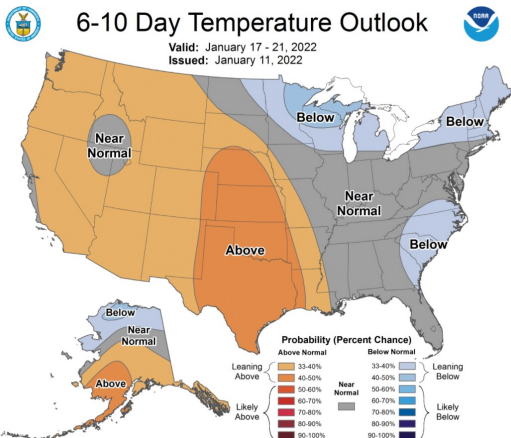 6-10 Day Temperature Outlook
Valid: January 17 - 21, 2022
Issued: January 11, 2022
NOAA
Below
Below
Near
Normal
Near
Normal
Above
Below
Below
Near
Normal
Above
Probability (Percent Chance)
Above Normal
Below Normal
Leaning
Above
33-40%
40-50%
Likely
Above
50-60%
60-70%
70-80%
80-90%
90-100%
Near
Normal
33-40%
40-50%
Leaning
Below
50-60%
60-70%
70-80%
80-90%
90-100%
Likely
Below